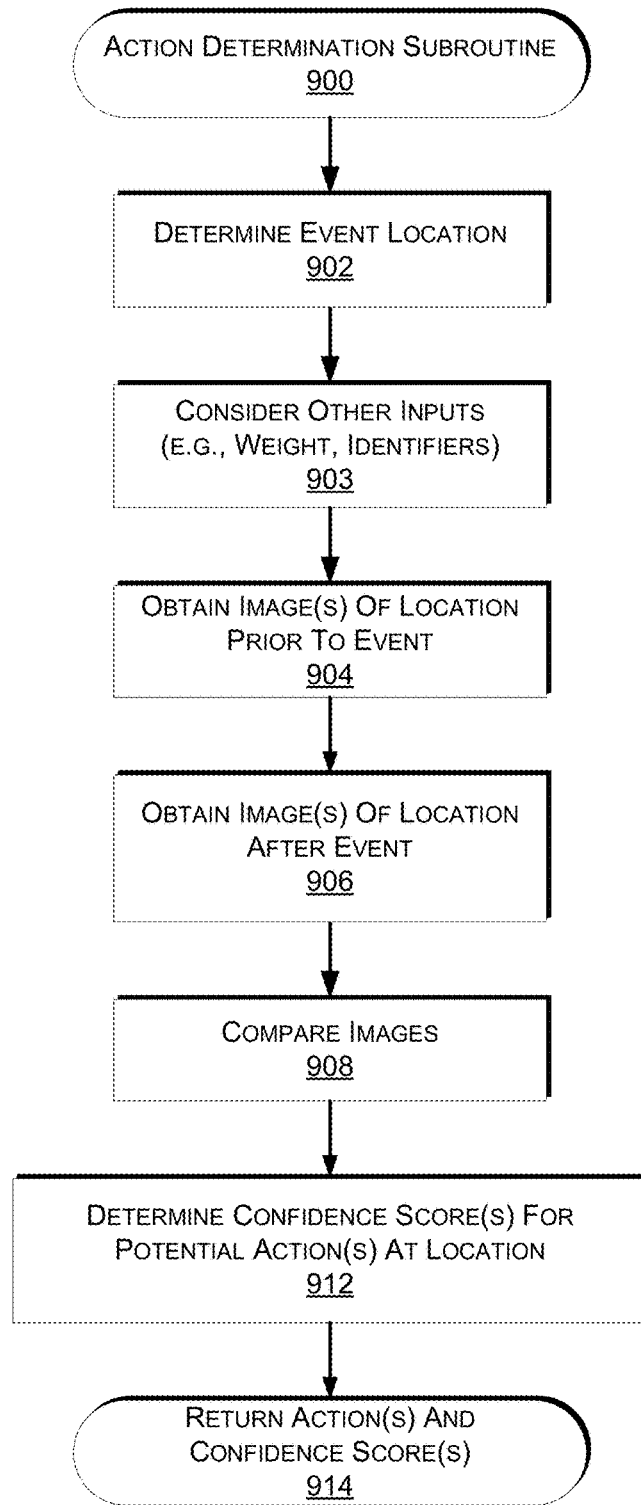 ACTION DETERMINATION SUBROUTINE
900
DETERMINE EVENT LOCATION
902
CONSIDER OTHER INPUTS
(E.G., WEIGHT, IDENTIFIERS)
903
OBTAIN IMAGE(S) OF LOCATION
PRIOR TO EVENT
904
OBTAIN IMAGE(S) OF LOCATION
AFTER EVENT
906
COMPARE IMAGES
908
DETERMINE CONFIDENCE SCORE(S) FOR
POTENTIAL ACTION(S) AT LOCATION
912
RETURN ACTION(S) AND
CONFIDENCE SCORE(S)
914